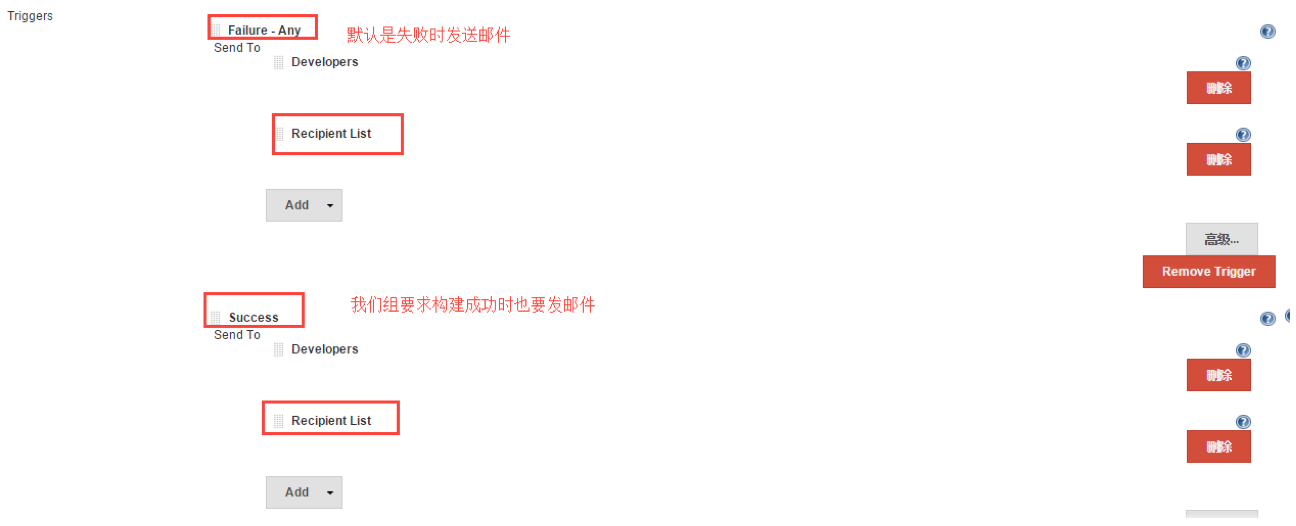 Triggers
Failure - Any
默认是失败时发送邮件
Send To
Developers
删除
Recipient List
删除
Add
高级...
Remove Trigger
Success
我们组要求构建成功时也要发邮件
Send To
Developers
删除
Recipient List
删除
Add